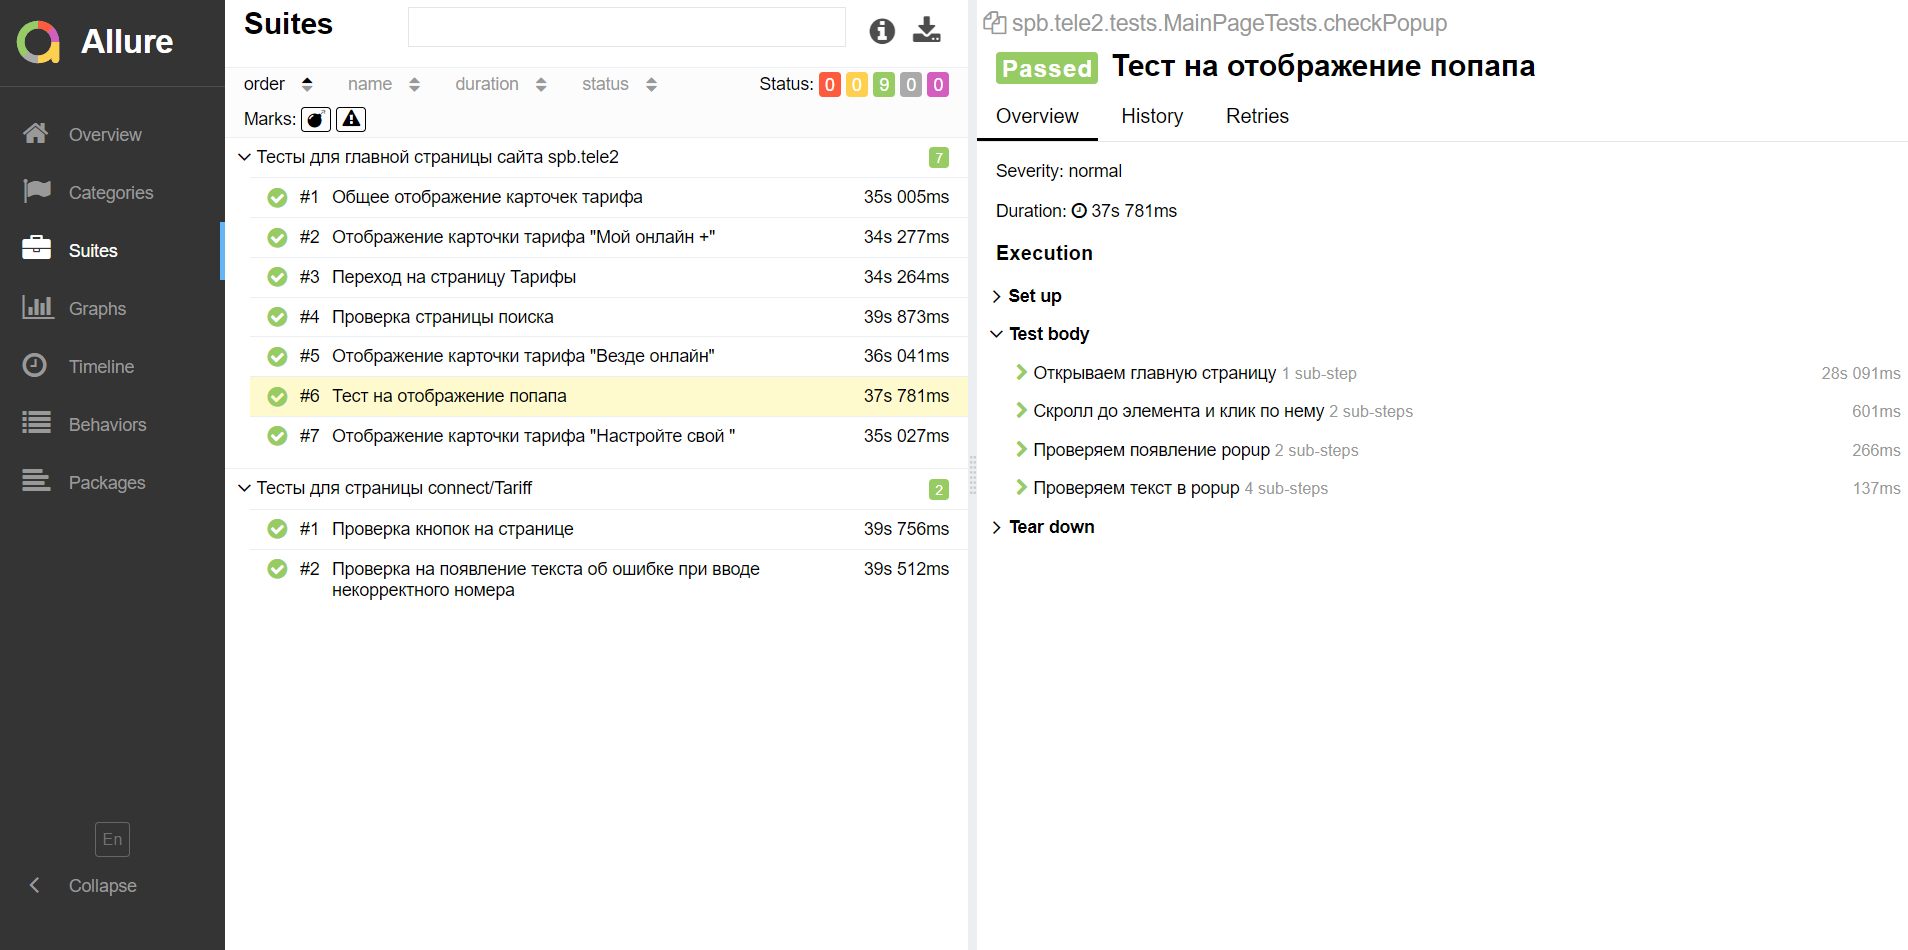 Allure
Overview
Categories
Suites
Graphs
Timeline
Behaviors
Packages
En
Collapse
Suites
order name duration status Status: 0 0 9 0 0
Marks:
Тесты для главной страницы сайта spb.tele2 7
#1 Общее отображение карточек тарифа 35s 005ms
#2 Отображение карточки тарифа "Мой онлайн +" 34s 277ms
#3 Переход на страницу Тарифы 34s 264ms
#4 Проверка страницы поиска 39s 873ms
#5 Отображение карточки тарифа "Везде онлайн" 36s 041ms
#6 Тест на отображение попапа 37s 781ms
#7 Отображение карточки тарифа "Настройте свой " 35s 027ms
Тесты для страницы connect/Tariff 2
#1 Проверка кнопок на странице 39s 756ms
#2 Проверка на появление текста об ошибке при вводе 39s 512ms
некорректного номера
spb.tele2.tests.MainPageTests.checkPopup
Passed Тест на отображение попапа
Overview History Retries
Severity: normal
Duration: 37s 781ms
Execution
Set up
Test body
Открываем главную страницу 1 sub-step 28s 091ms
Скролл до элемента и клик по нему 2 sub-steps 601ms
Проверяем появление popup 2 sub-steps 266ms
Проверяем текст в popup 4 sub-steps 137ms
Tear down